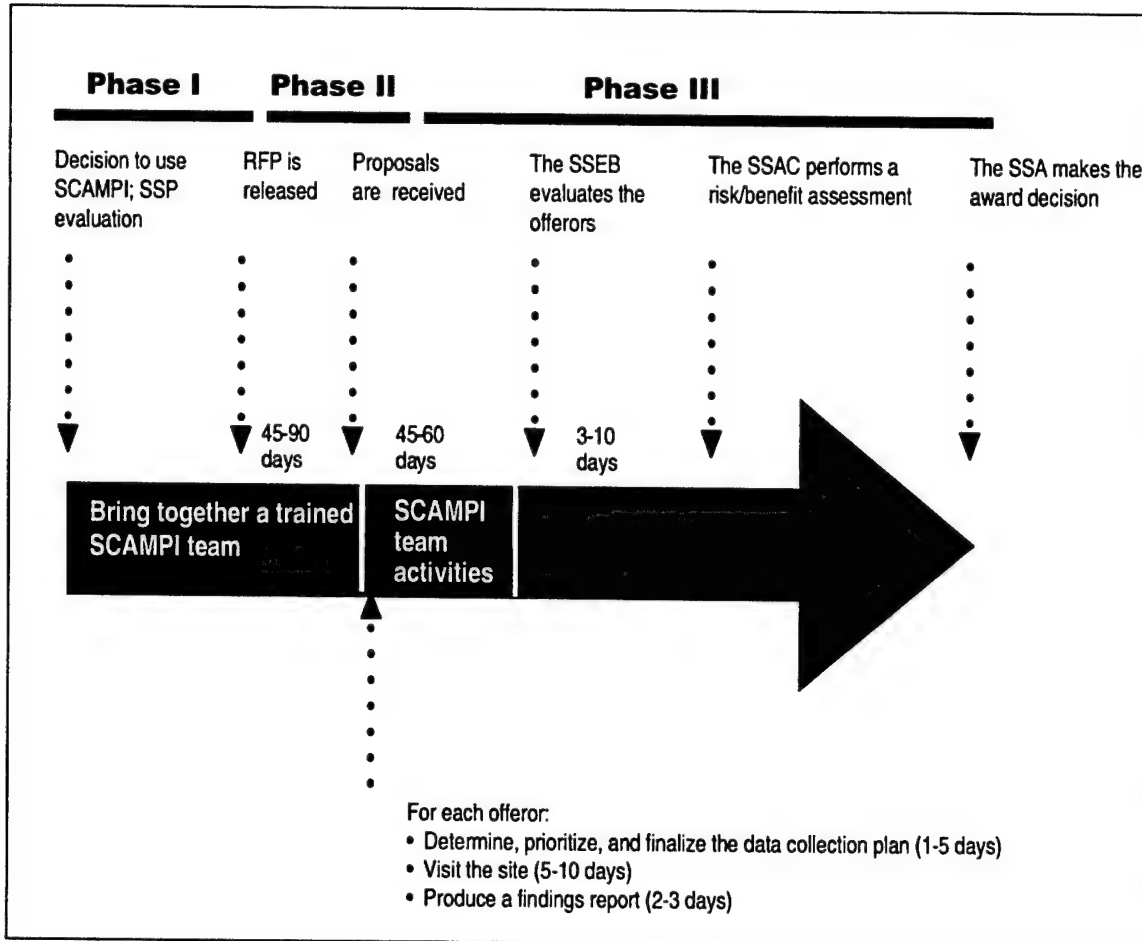 Phase I
Phase II
Phase III
Decision to use
SCAMPI; SSP
evaluation
RFP is
released
Proposals
are received
The SSEB
evaluates the
offerors
The SSAC performs a
risk/benefit assessment
The SSA makes the
award decision
45-90
days
45-60
days
3-10
days
Bring together a trained
SCAMPI team
SCAMPI
team
activities
For each offeror:
• Determine, prioritize, and finalize the data collection plan (1-5 days)
• Visit the site (5-10 days)
• Produce a findings report (2-3 days)